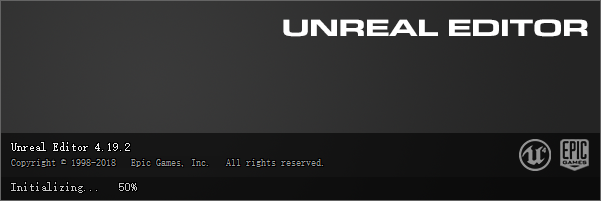 UNREAL EDITOR
Unreal Editor 4.19.2
Copyright © 1998-2018   Epic Games, Inc.   All rights reserved.
EPIC
GAMES
Initializing...   50%